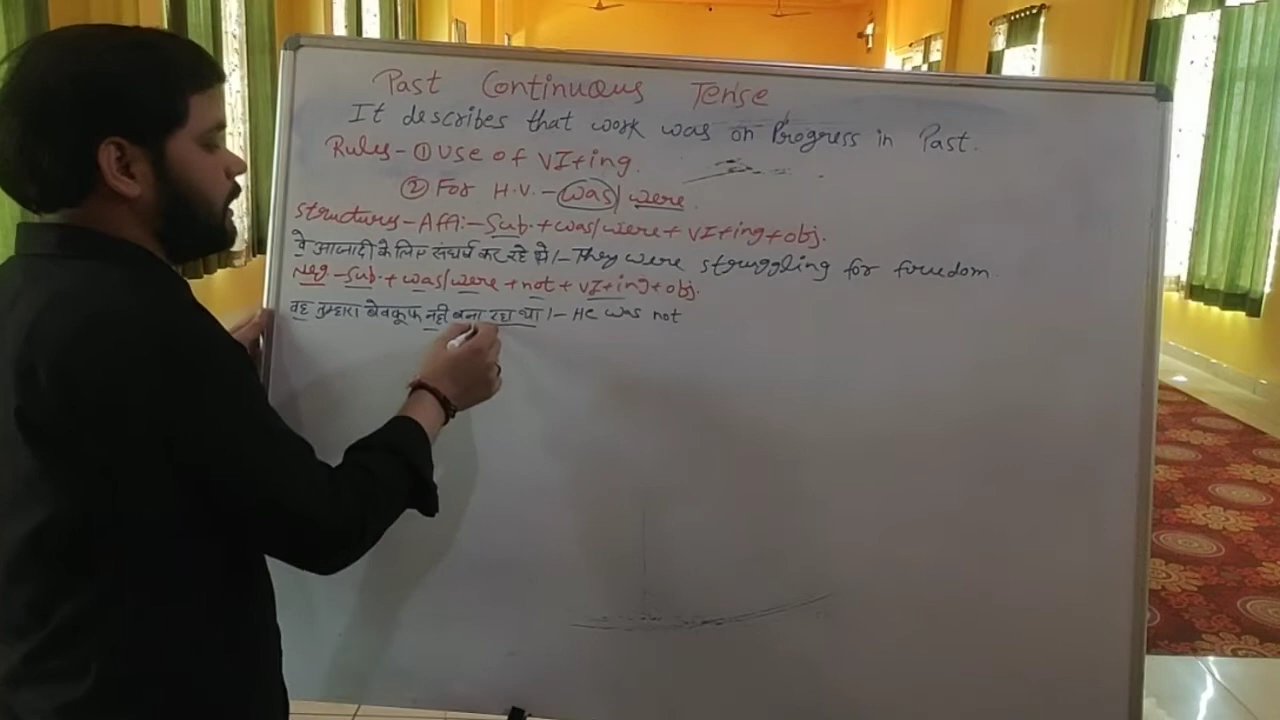 Past Continuous Tense
It describes that work was on Progress in Past.
Rules- ① Use of VI+ing.
② For H.V. - was/were.
Structures - Affi:- Sub. + was/were + VI+ing + obj.
वे आजादी के लिए संघर्ष कर रहे थे।- They were struggling for freedom.
Neg - Sub. + was/were + not + VI+ing + obj.
वह तुम्हारा बेवकूफ नहीं बना रहा था।- He was not